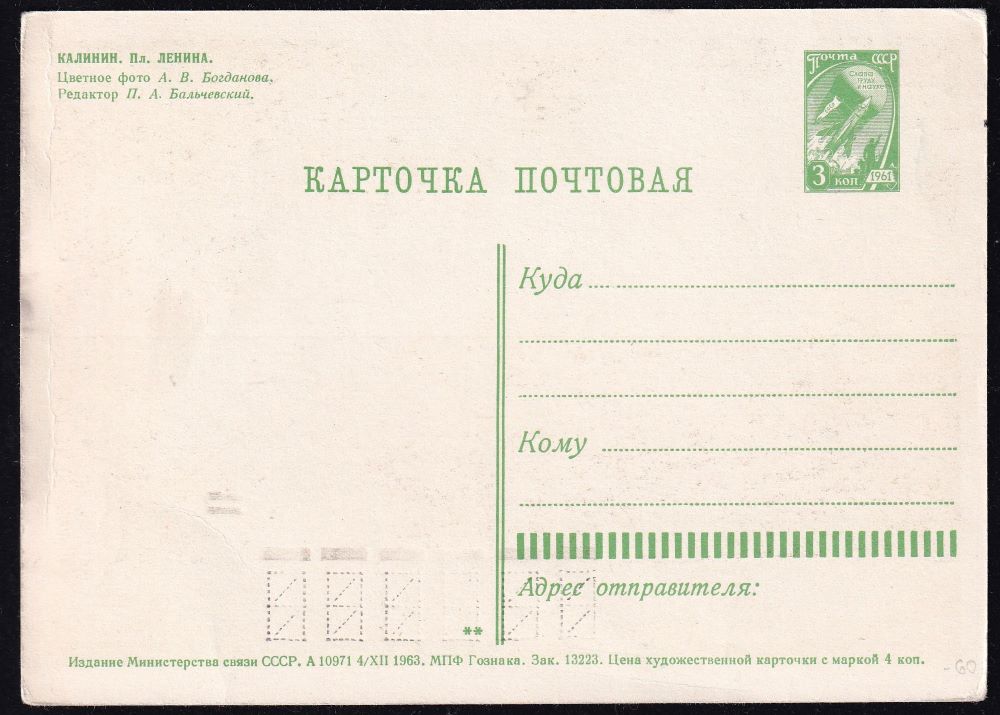 КАЛИНИН. Пл. ЛЕНИНА.
Цветное фото А. В. Богданова.
Редактор П. А. Бальчевский.
Почта СССР
Слава
труду
и науке
3 коп 1961
КАРТОЧКА ПОЧТОВАЯ
Куда
Кому
Адрес отправителя:
**
Издание Министерства связи СССР. А 10971 4/XII 1963. МПФ Гознака. Зак. 13223. Цена художественной карточки с маркой 4 коп.
-60